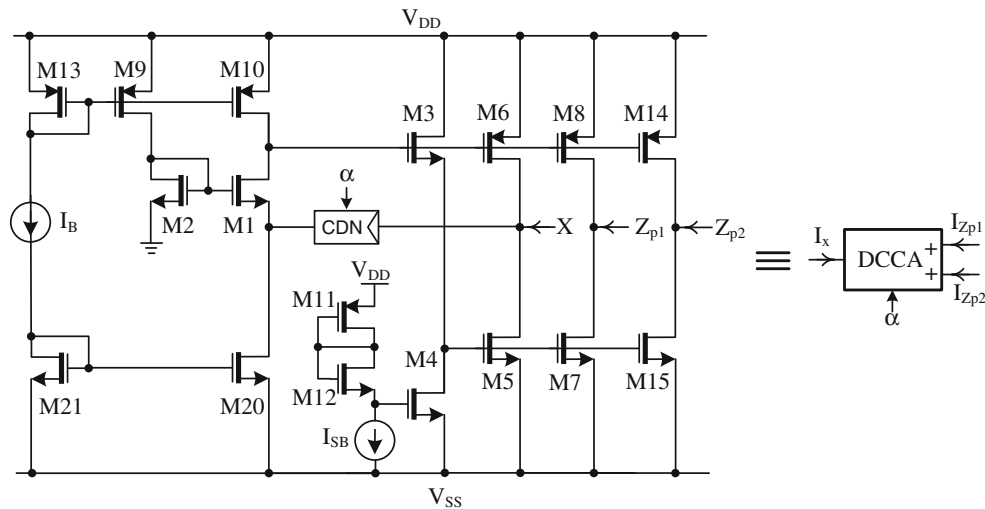 V_DD
M13
M9
M10
M3
M6
M8
M14
α
I_B
M2
M1
CDN
X
Z_p1
Z_p2
I_x
DCCA
+
+
I_Zp1
I_Zp2
α
V_DD
M11
M12
M4
M5
M7
M15
M21
M20
I_SB
V_SS